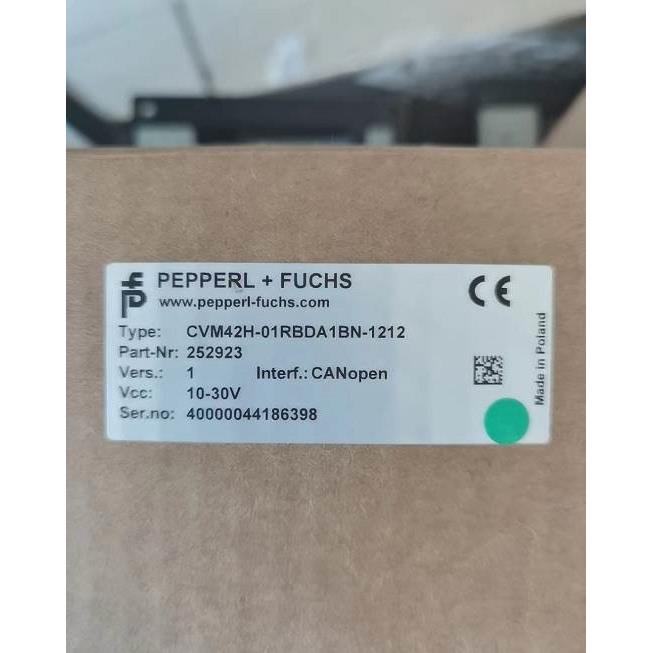 PEPPERL + FUCHS
www.pepperl-fuchs.com
CE
Type: CVM42H-01RBDA1BN-1212
Part-Nr: 252923
Vers.: 1 Interf.: CANopen
Vcc: 10-30V
Ser.no: 40000044186398
Made in Poland